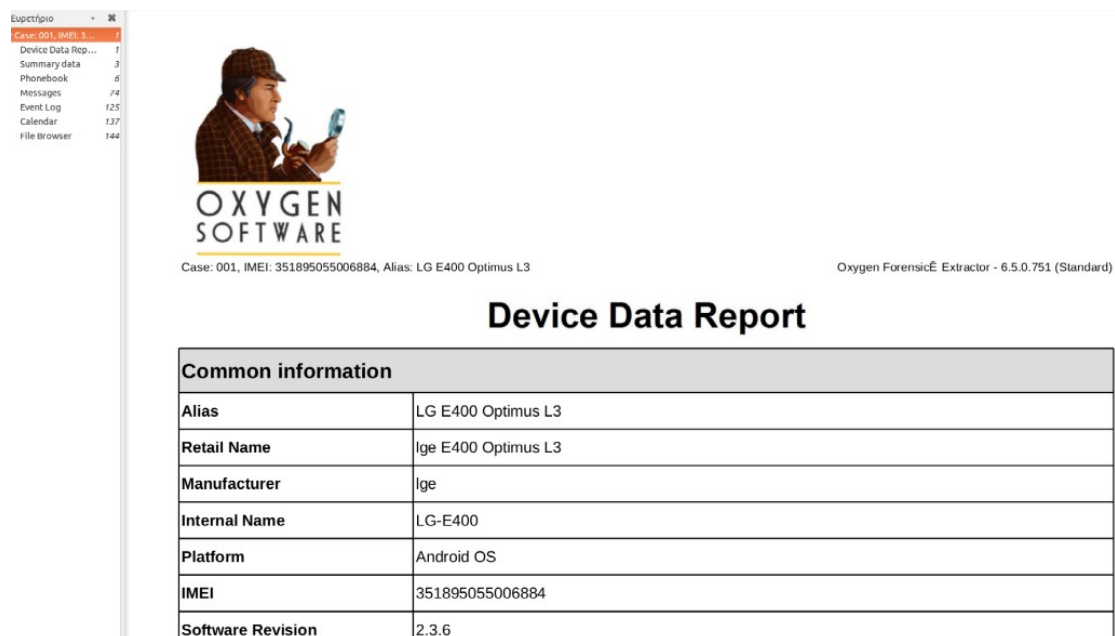 Ευρετήριο
Case: 001, IMEI: 3... 1
Device Data Rep... 1
Summary data 3
Phonebook 6
Messages 74
Event Log 125
Calendar 137
File Browser 144
OXYGEN
SOFTWARE
Case: 001, IMEI: 351895055006884, Alias: LG E400 Optimus L3
Oxygen ForensicÊ Extractor - 6.5.0.751 (Standard)
Device Data Report
Common information
Alias LG E400 Optimus L3
Retail Name lge E400 Optimus L3
Manufacturer lge
Internal Name LG-E400
Platform Android OS
IMEI 351895055006884
Software Revision 2.3.6